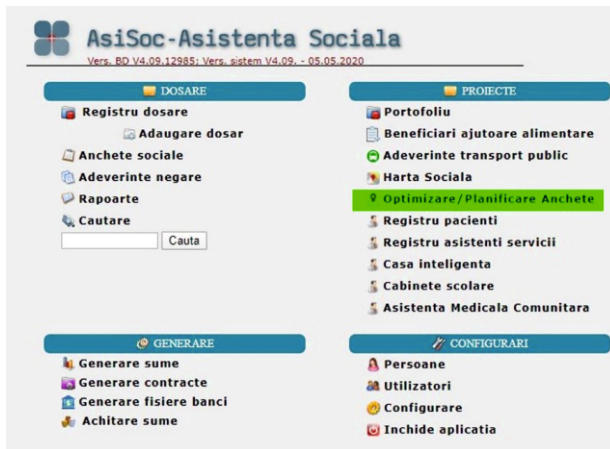 AsiSoc-Asistenta Sociala
Vers. BD V4.09.12985; Vers. sistem V4.09. - 05.05.2020
DOSARE
Registru dosare
Adaugare dosar
Anchete sociale
Adeverinte negare
Rapoarte
Cautare
Cauta
PROIECTE
Portofoliu
Beneficiari ajutoare alimentare
Adeverinte transport public
Harta Sociala
Optimizare/Planificare Anchete
Registru pacienti
Registru asistenti servicii
Casa inteligenta
Cabinete scolare
Asistenta Medicala Comunitara
GENERARE
Generare sume
Generare contracte
Generare fisiere banci
Achitare sume
CONFIGURARI
Persoane
Utilizatori
Configurare
Inchide aplicatia